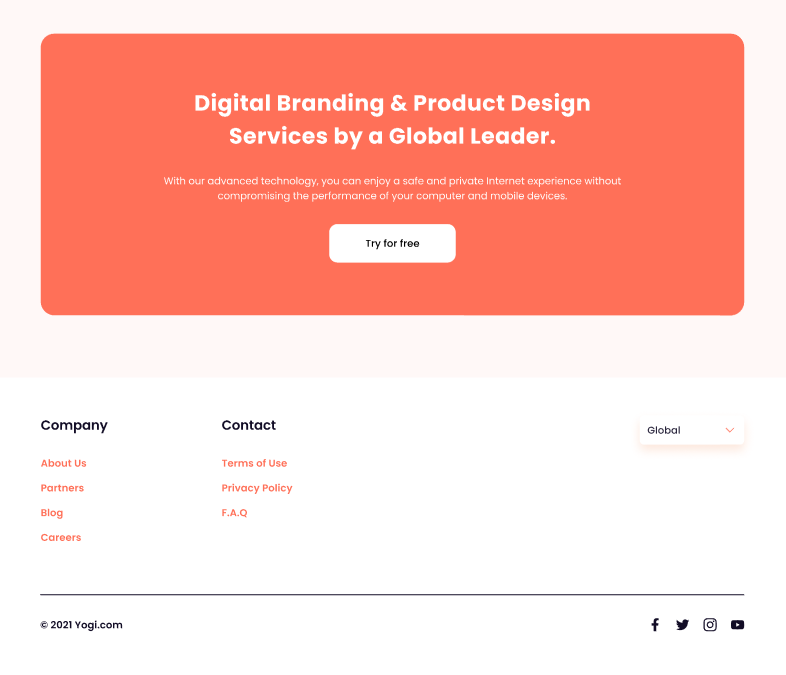 Digital Branding & Product Design
Services by a Global Leader.
With our advanced technology, you can enjoy a safe and private Internet experience without
compromising the performance of your computer and mobile devices.
Try for free
Company
About Us
Partners
Blog
Careers
Contact
Terms of Use
Privacy Policy
F.A.Q
Global
© 2021 Yogi.com